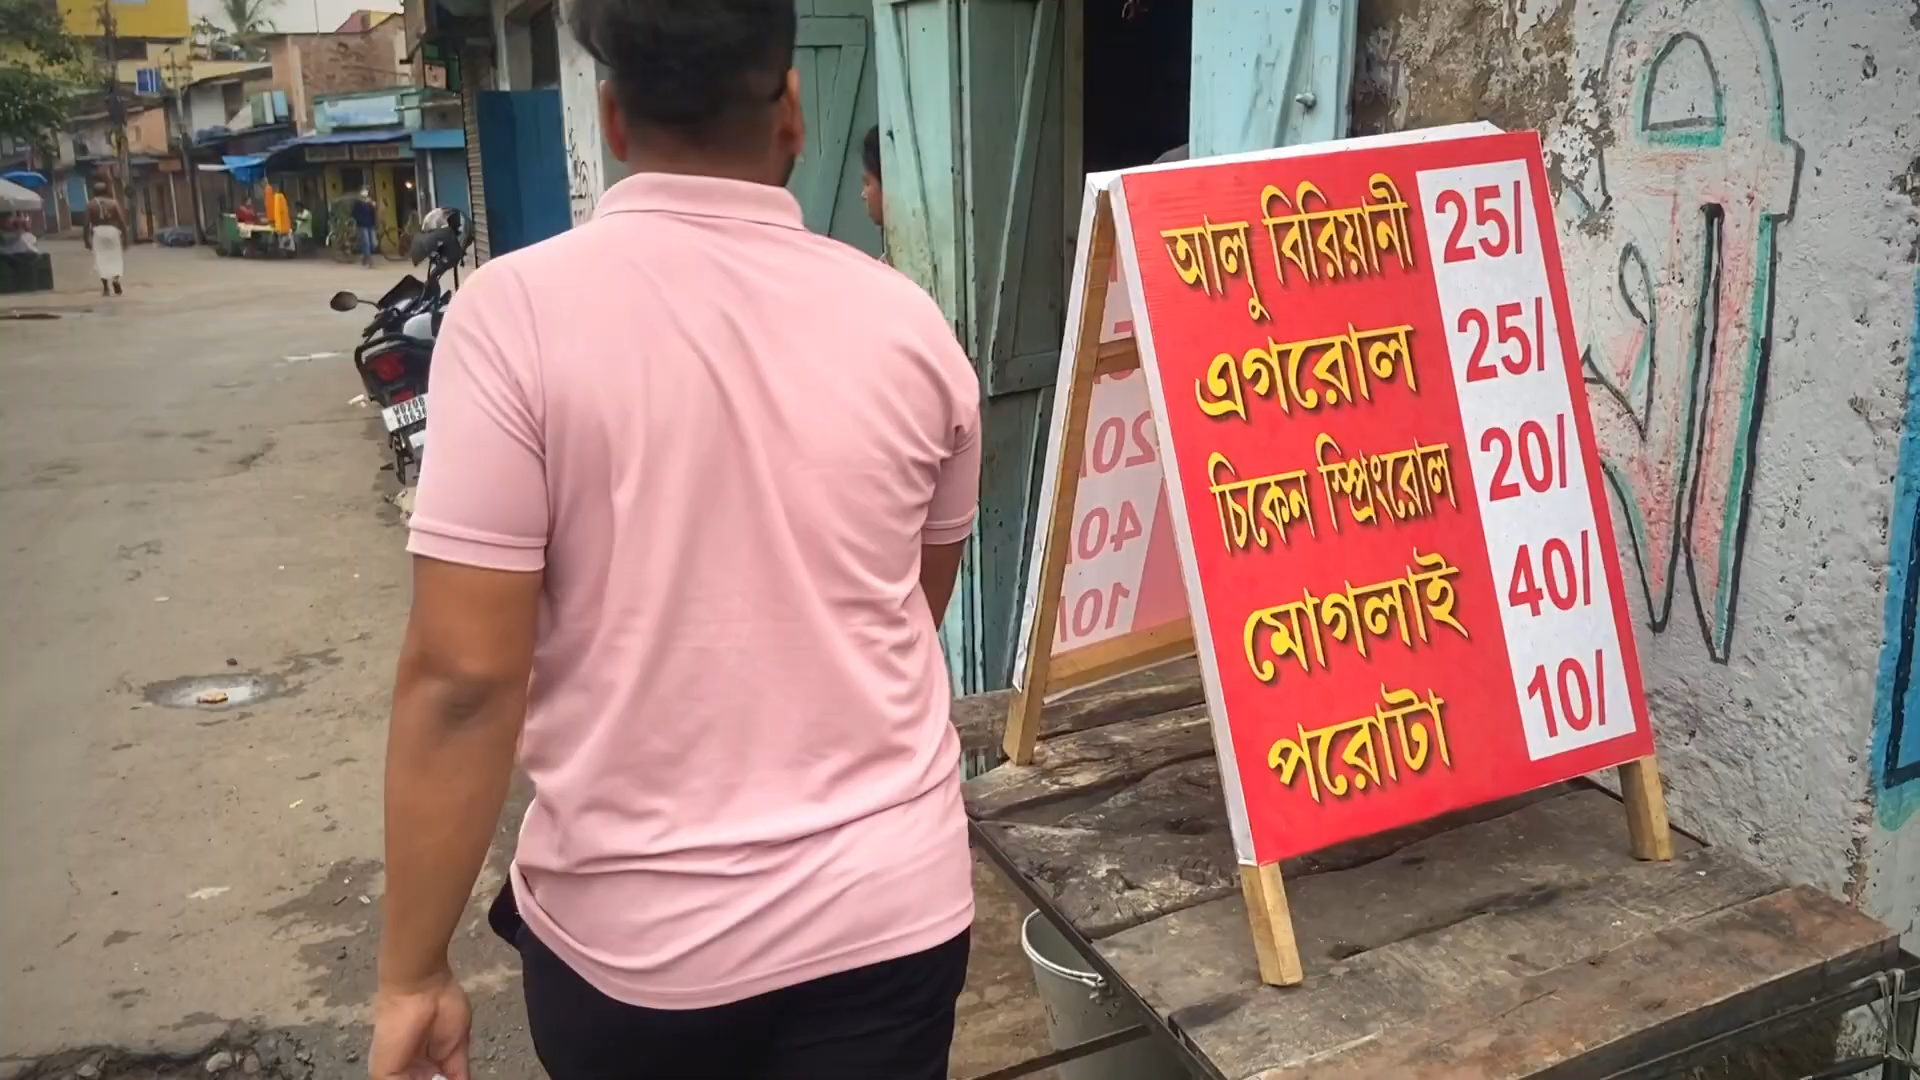 আলু বিরিয়ানী 25/
এগরোল 25/
চিকেন স্প্রিংরোল 20/
মোগলাই 40/
পরোটা 10/